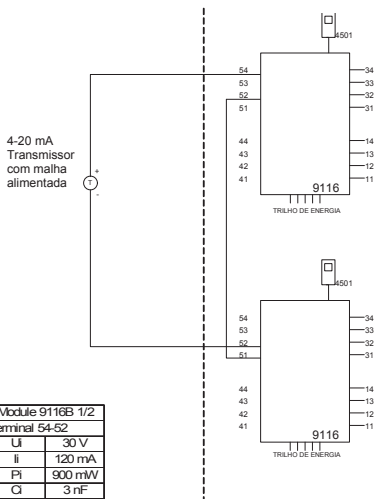 4501
54
53
52
51
34
33
32
31
4-20 mA
Transmissor
com malha
alimentada
+
T
-
44
43
42
41
14
13
12
11
9116
TRILHO DE ENERGIA
4501
54
53
52
51
34
33
32
31
44
43
42
41
14
13
12
11
9116
TRILHO DE ENERGIA
Module 9116B 1/2
erminal 54-52
Ui 30 V
Ii 120 mA
Pi 900 mW
Ci 3 nF